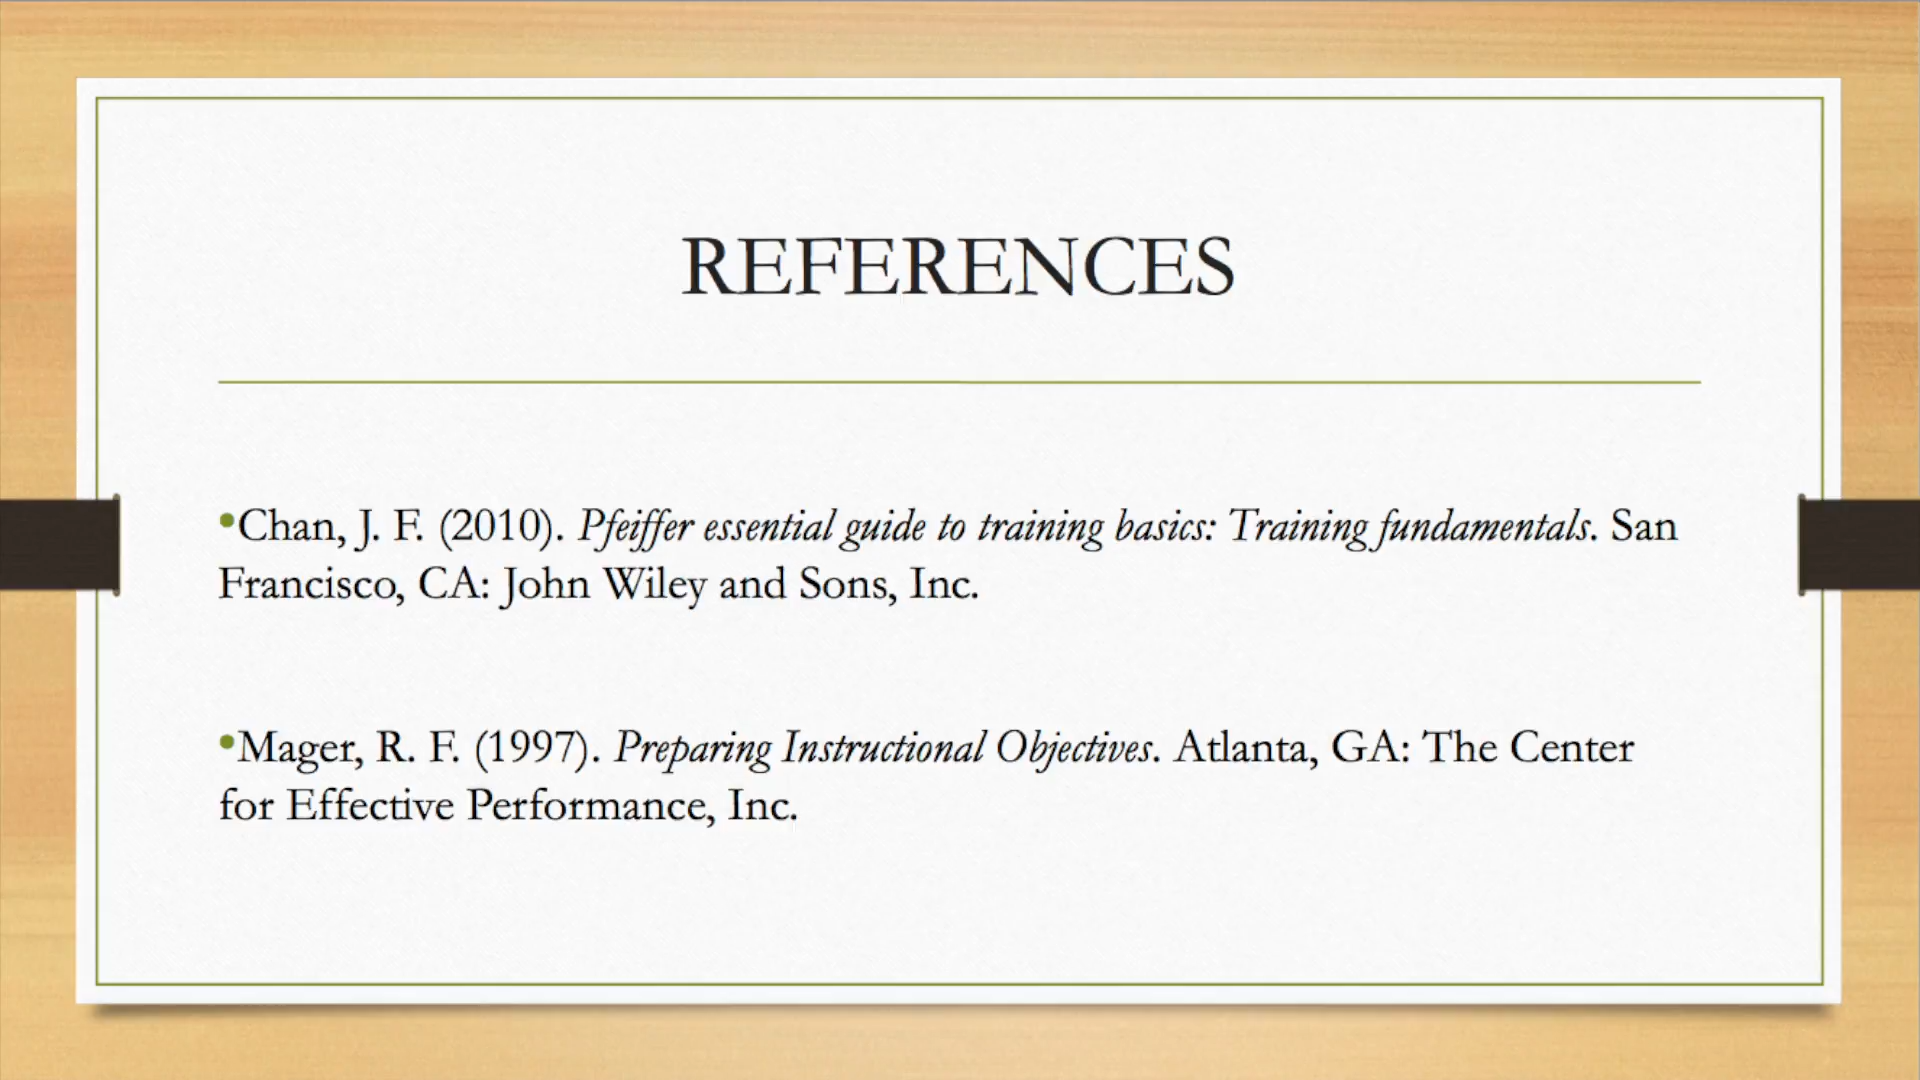 REFERENCES
•Chan, J. F. (2010). Pfeiffer essential guide to training basics: Training fundamentals. San
Francisco, CA: John Wiley and Sons, Inc.
•Mager, R. F. (1997). Preparing Instructional Objectives. Atlanta, GA: The Center
for Effective Performance, Inc.